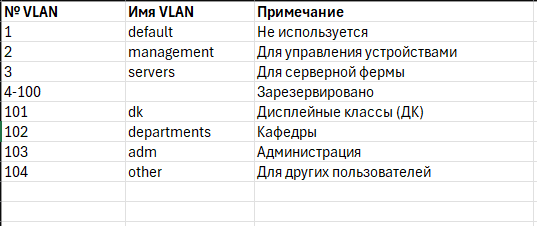 № VLAN Имя VLAN Примечание
1 default Не используется
2 management Для управления устройствами
3 servers Для серверной фермы
4-100 Зарезервировано
101 dk Дисплейные классы (ДК)
102 departments Кафедры
103 adm Администрация
104 other Для других пользователей